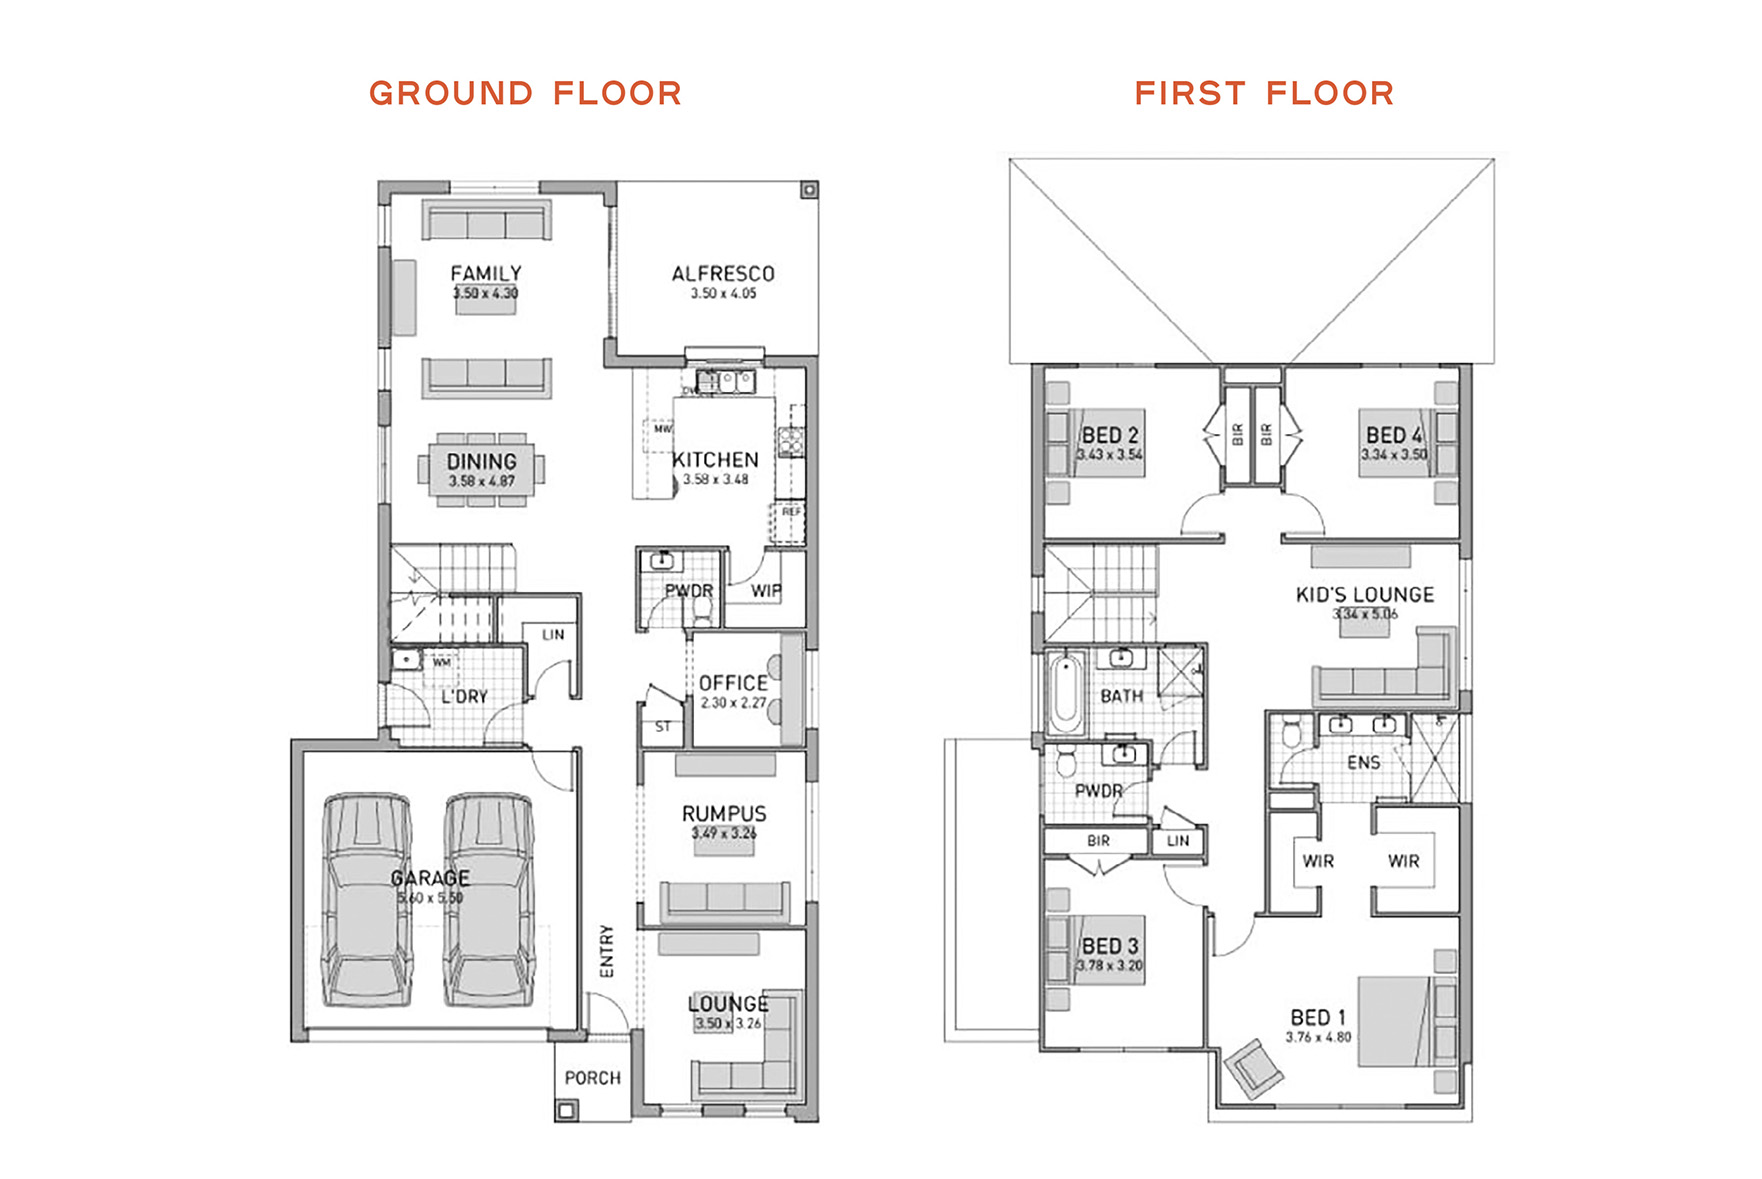 GROUND FLOOR
FAMILY
3.50 x 4.30
ALFRESCO
3.50 x 4.05
DW
MW
KITCHEN
3.58 x 3.48
DINING
3.58 x 4.87
REF
PWDR
WIP
LIN
WM
L'DRY
OFFICE
2.30 x 2.27
ST
RUMPUS
3.49 x 3.26
GARAGE
5.60 x 5.50
ENTRY
LOUNGE
3.50 x 3.26
PORCH
FIRST FLOOR
BED 2
3.43 x 3.54
BIR
BIR
BED 4
3.34 x 3.50
KID'S LOUNGE
3.34 x 5.06
BATH
ENS
PWDR
BIR
LIN
WIR
WIR
BED 3
3.78 x 3.20
BED 1
3.76 x 4.80